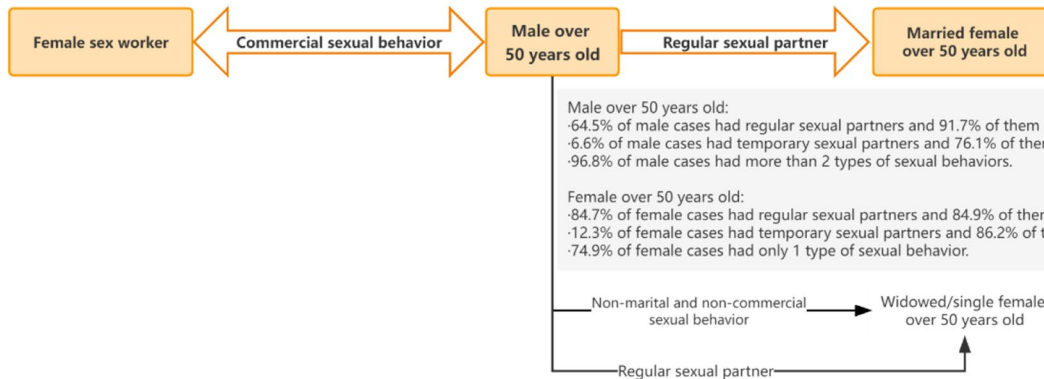 Female sex worker
Commercial sexual behavior
Male over
50 years old
Regular sexual partner
Married female
over 50 years old
Male over 50 years old:
·64.5% of male cases had regular sexual partners and 91.7% of them
·6.6% of male cases had temporary sexual partners and 76.1% of
·96.8% of male cases had more than 2 types of sexual behaviors.
Female over 50 years old:
·84.7% of female cases had regular sexual partners and 84.9% of
·12.3% of female cases had temporary sexual partners and 86.2% of
·74.9% of female cases had only 1 type of sexual behavior.
Non-marital and non-commercial
sexual behavior
Widowed/single female
over 50 years old
Regular sexual partner